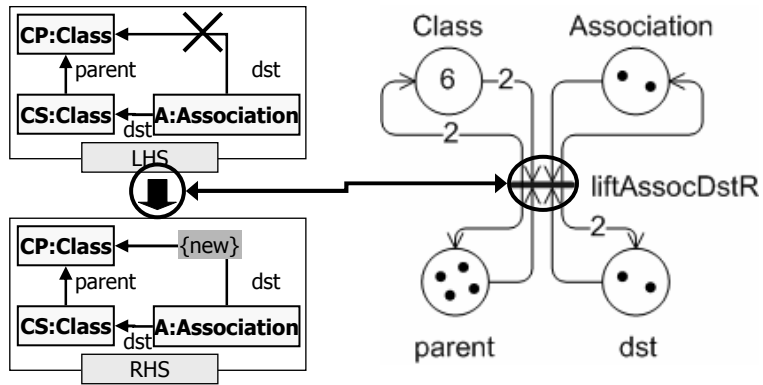 CP:Class
parent
dst
CS:Class
dst
A:Association
LHS
CP:Class
{new}
parent
dst
CS:Class
dst
A:Association
RHS
Class
Association
6
2
2
liftAssocDstR
2
parent
dst